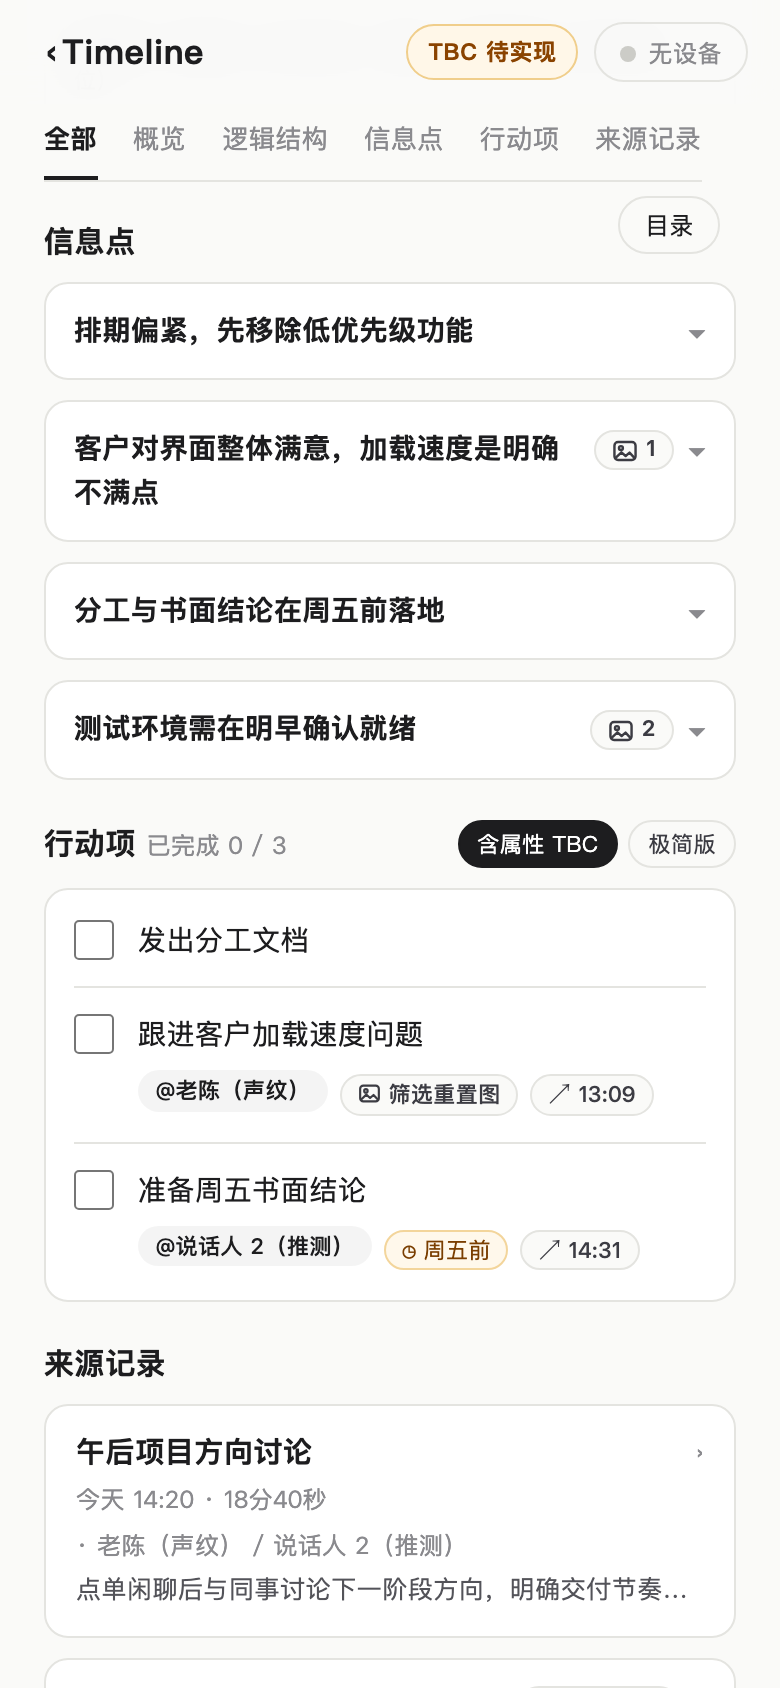 ‹ Timeline
TBC 待实现
无设备
全部 概览 逻辑结构 信息点 行动项 来源记录
信息点
目录
排期偏紧，先移除低优先级功能
客户对界面整体满意，加载速度是明确
不满点
1
分工与书面结论在周五前落地
测试环境需在明早确认就绪
2
行动项 已完成 0 / 3
含属性 TBC
极简版
发出分工文档
跟进客户加载速度问题
@老陈（声纹） 筛选重置图 ↗ 13:09
准备周五书面结论
@说话人 2（推测） ◷ 周五前 ↗ 14:31
来源记录
午后项目方向讨论 ›
今天 14:20 · 18分40秒
· 老陈（声纹） / 说话人 2（推测）
点单闲聊后与同事讨论下一阶段方向，明确交付节奏...